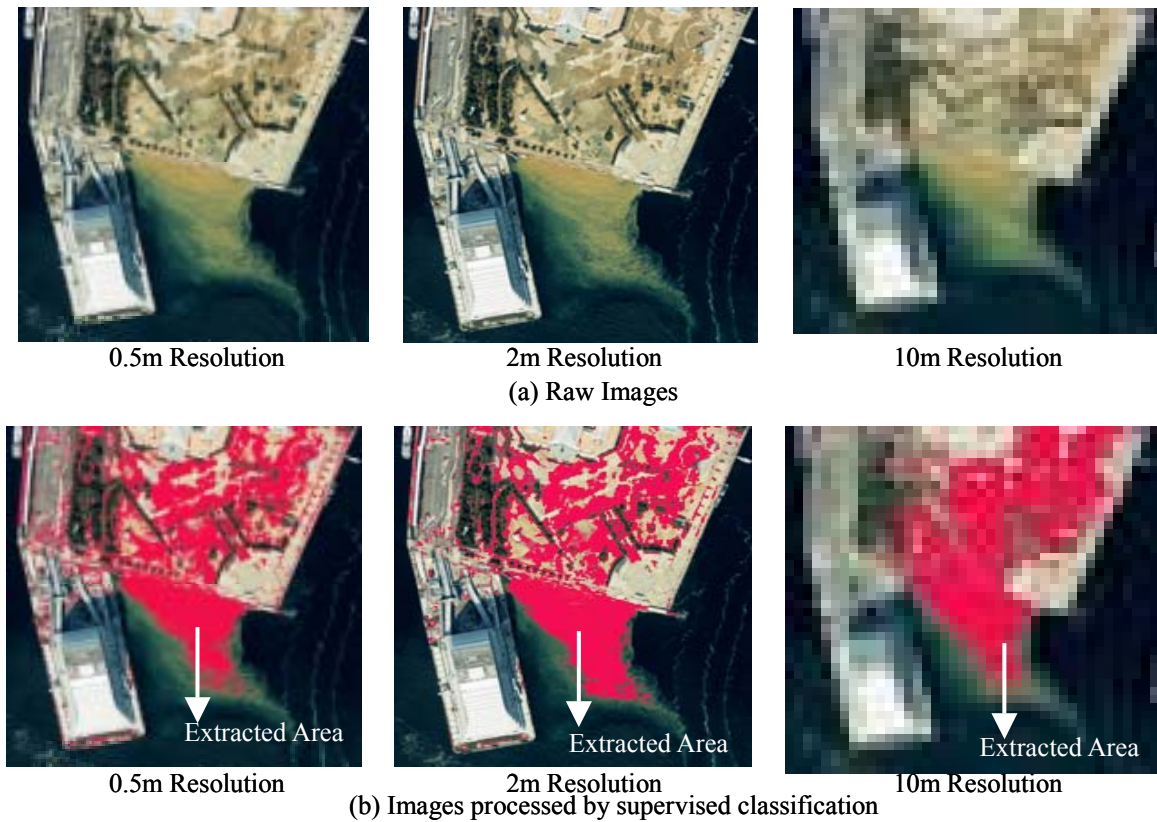 0.5m Resolution
2m Resolution
10m Resolution
(a) Raw Images
Extracted Area
Extracted Area
Extracted Area
0.5m Resolution
2m Resolution
10m Resolution
(b) Images processed by supervised classification